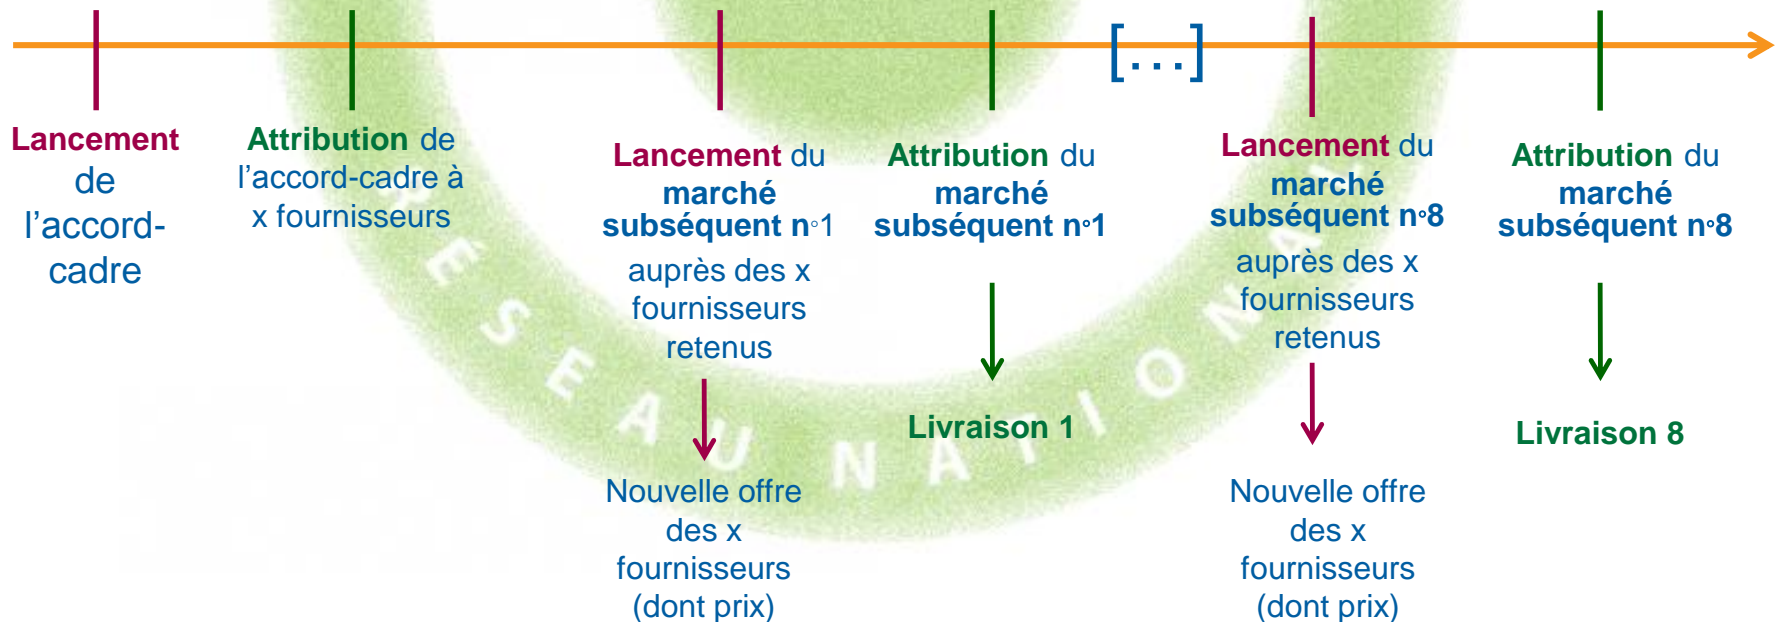 [...]
Lancement
de
l’accord-
cadre
Attribution de
l’accord-cadre à
x fournisseurs
Lancement du
marché
subséquent n°1
auprès des x
fournisseurs
retenus
Nouvelle offre
des x
fournisseurs
(dont prix)
Attribution du
marché
subséquent n°1
Livraison 1
Lancement du
marché
subséquent n°8
auprès des x
fournisseurs
retenus
Nouvelle offre
des x
fournisseurs
(dont prix)
Attribution du
marché
subséquent n°8
Livraison 8
RÉSEAU NATIONAL